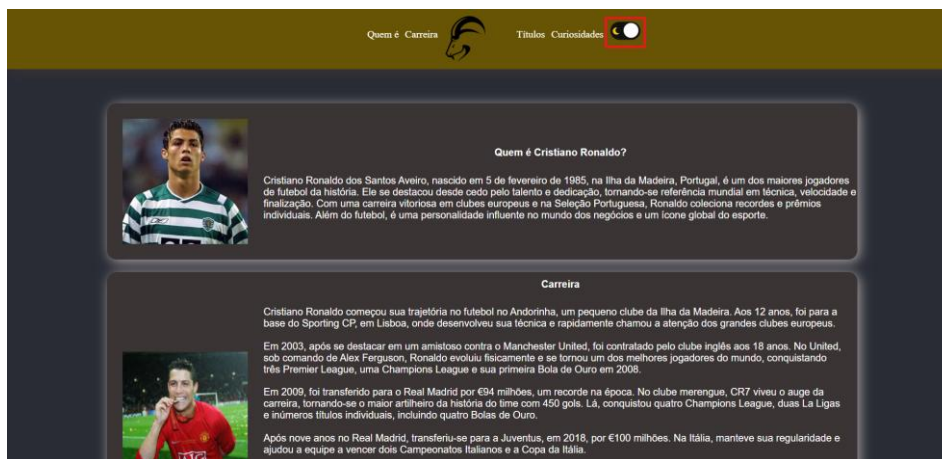 Quem é Carreira Títulos Curiosidades
Quem é Cristiano Ronaldo?
Cristiano Ronaldo dos Santos Aveiro, nascido em 5 de fevereiro de 1985, na Ilha da Madeira, Portugal, é um dos maiores jogadores
de futebol da história. Ele se destacou desde cedo pelo talento e dedicação, tornando-se referência mundial em técnica, velocidade e
finalização. Com uma carreira vitoriosa em clubes europeus e na Seleção Portuguesa, Ronaldo coleciona recordes e prêmios
individuais. Além do futebol, é uma personalidade influente no mundo dos negócios e um ícone global do esporte.
Carreira
Cristiano Ronaldo começou sua trajetória no futebol no Andorinha, um pequeno clube da Ilha da Madeira. Aos 12 anos, foi para a
base do Sporting CP, em Lisboa, onde desenvolveu sua técnica e rapidamente chamou a atenção dos grandes clubes europeus.
Em 2003, após se destacar em um amistoso contra o Manchester United, foi contratado pelo clube inglês aos 18 anos. No United,
sob comando de Alex Ferguson, Ronaldo evoluiu fisicamente e se tornou um dos melhores jogadores do mundo, conquistando
três Premier League, uma Champions League e sua primeira Bola de Ouro em 2008.
Em 2009, foi transferido para o Real Madrid por €94 milhões, um recorde na época. No clube merengue, CR7 viveu o auge da
carreira, tornando-se o maior artilheiro da história do time com 450 gols. Lá, conquistou quatro Champions League, duas La Ligas
e inúmeros títulos individuais, incluindo quatro Bolas de Ouro.
Após nove anos no Real Madrid, transferiu-se para a Juventus, em 2018, por €100 milhões. Na Itália, manteve sua regularidade e
ajudou a equipe a vencer dois Campeonatos Italianos e a Copa da Itália.